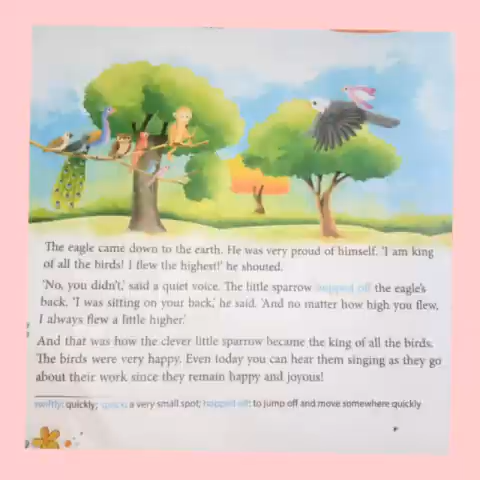 The eagle came down to the earth. He was very proud of himself. 'I am king
of all the birds! I flew the highest!' he shouted.
'No, you didn't,' said a quiet voice. The little sparrow hopped off the eagle's
back. 'I was sitting on your back,' he said. 'And no matter how high you flew,
I always flew a little higher.'
And that was how the clever little sparrow became the king of all the birds.
The birds were very happy. Even today you can hear them singing as they go
about their work since they remain happy and joyous!
swiftly: quickly; speck: a very small spot; hopped off: to jump off and move somewhere quickly